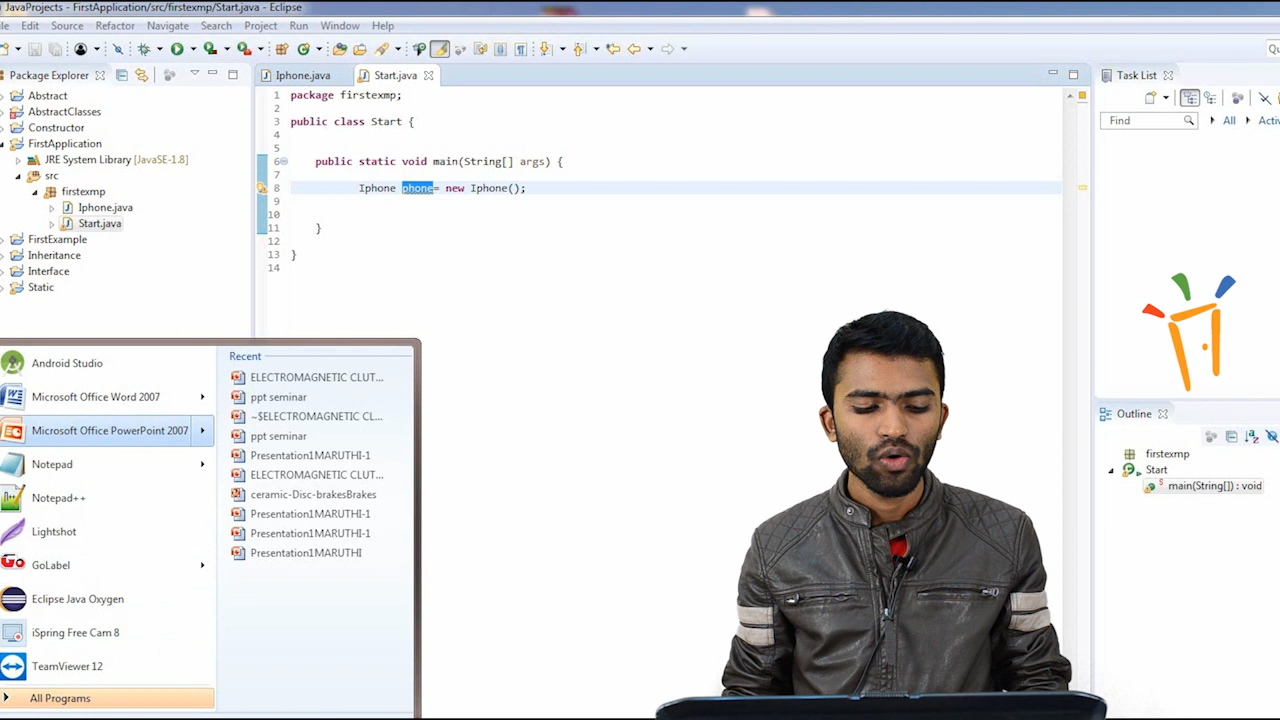 JavaProjects - FirstApplication/src/firstexmp/Start.java - Eclipse
Edit Source Refactor Navigate Search Project Run Window Help
Package Explorer
Iphone.java
Start.java
Task List
Abstract
AbstractClasses
Constructor
FirstApplication
JRE System Library [JavaSE-1.8]
src
firstexmp
Iphone.java
Start.java
FirstExample
Inheritance
Interface
Static
1 package firstexmp;
2
3 public class Start {
4
5
6 public static void main(String[] args) {
7
8 Iphone phone= new Iphone();
9
10
11 }
12
13 }
14
Find
All
Outline
firstexmp
Start
main(String[]) : void
Android Studio
Microsoft Office Word 2007
Microsoft Office PowerPoint 2007
Notepad
Notepad++
Lightshot
GoLabel
Eclipse Java Oxygen
iSpring Free Cam 8
TeamViewer 12
All Programs
Recent
ELECTROMAGNETIC CLUT...
ppt seminar
~$ELECTROMAGNETIC CL...
ppt seminar
Presentation1MARUTHI-1
ELECTROMAGNETIC CLUT...
ceramic-Disc-brakesBrakes
Presentation1MARUTHI-1
Presentation1MARUTHI-1
Presentation1MARUTHI